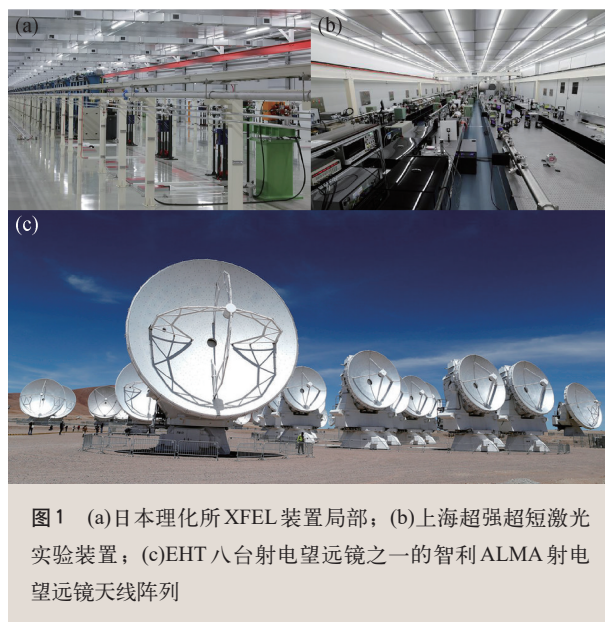 (a)
(b)
(c)
图1 (a)日本理化所XFEL装置局部；(b)上海超强超短激光
实验装置；(c)EHT八台射电望远镜之一的智利ALMA射电
望远镜天线阵列